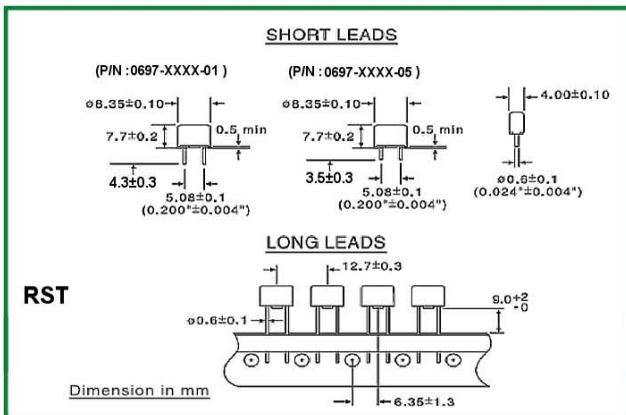 SHORT LEADS
(P/N : 0697-XXXX-01 )
(P/N : 0697-XXXX-05 )
ø8.35±0.10
7.7±0.2
0.5 min
4.3±0.3
5.08±0.1
(0.200"±0.004")
ø8.35±0.10
7.7±0.2
0.5 min
3.5±0.3
5.08±0.1
(0.200"±0.004")
4.00±0.10
ø0.6±0.1
(0.024"±0.004")
LONG LEADS
12.7±0.3
RST
9.0+2
-0
ø0.6±0.1
Dimension in mm
6.35±1.3